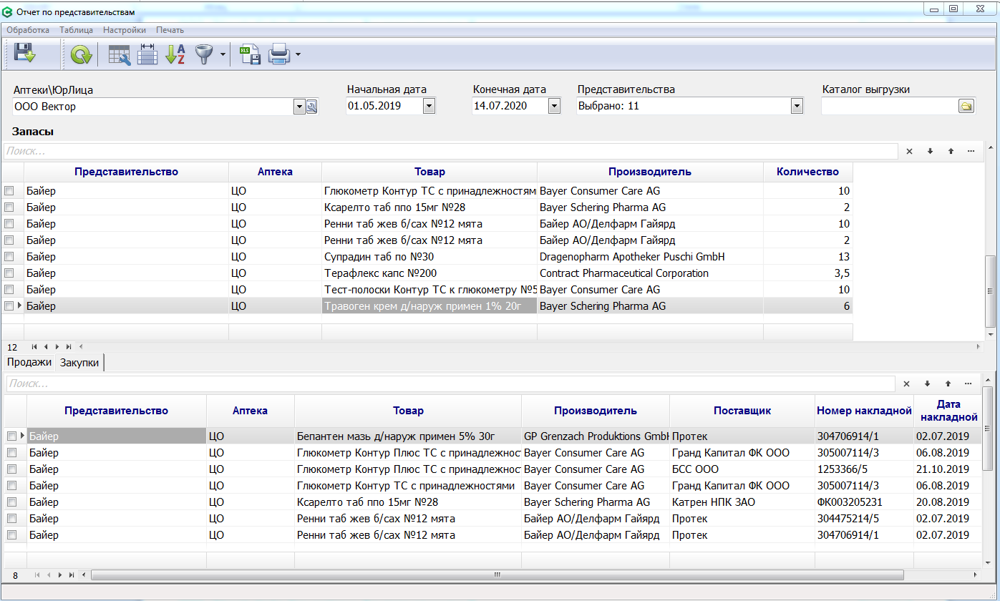 Отчет по представительствам
Обработка Таблица Настройки Печать
Аптеки\ЮрЛица Начальная дата Конечная дата Представительства Каталог выгрузки
ООО Вектор 01.05.2019 14.07.2020 Выбрано: 11
Запасы
Поиск...
Представительство Аптека Товар Производитель Количество
Байер ЦО Глюкометр Контур ТС с принадлежностям Bayer Consumer Care AG 10
Байер ЦО Ксарелто таб ппо 15мг №28 Bayer Schering Pharma AG 2
Байер ЦО Ренни таб жев б/сах №12 мята Байер АО/Делфарм Гайярд 10
Байер ЦО Ренни таб жев б/сах №12 мята Байер АО/Делфарм Гайярд 2
Байер ЦО Супрадин таб по №30 Dragenopharm Apotheker Puschi GmbH 13
Байер ЦО Терафлекс капс №200 Contract Pharmaceutical Corporation 3,5
Байер ЦО Тест-полоски Контур ТС к глюкометру №5 Bayer Consumer Care AG 10
Байер ЦО Травоген крем д/наруж примен 1% 20г Bayer Schering Pharma AG 6
12
Продажи Закупки
Поиск...
Представительство Аптека Товар Производитель Поставщик Номер накладной Дата накладной
Байер ЦО Бепантен мазь д/наруж примен 5% 30г GP Grenzach Produktions GmbH Протек 304706914/1 02.07.2019
Байер ЦО Глюкометр Контур Плюс ТС с принадлежнос Bayer Consumer Care AG Гранд Капитал ФК ООО 305007114/3 06.08.2019
Байер ЦО Глюкометр Контур Плюс ТС с принадлежнос Bayer Consumer Care AG БСС ООО 1253366/5 21.10.2019
Байер ЦО Глюкометр Контур ТС с принадлежностями Bayer Consumer Care AG Гранд Капитал ФК ООО 305007114/3 06.08.2019
Байер ЦО Ксарелто таб ппо 15мг №28 Bayer Schering Pharma AG Катрен НПК ЗАО ФК003205231 20.08.2019
Байер ЦО Ренни таб жев б/сах №12 мята Байер АО/Делфарм Гайярд Протек 304475214/5 02.07.2019
Байер ЦО Ренни таб жев б/сах №12 мята Байер АО/Делфарм Гайярд Протек 304706914/1 02.07.2019
8